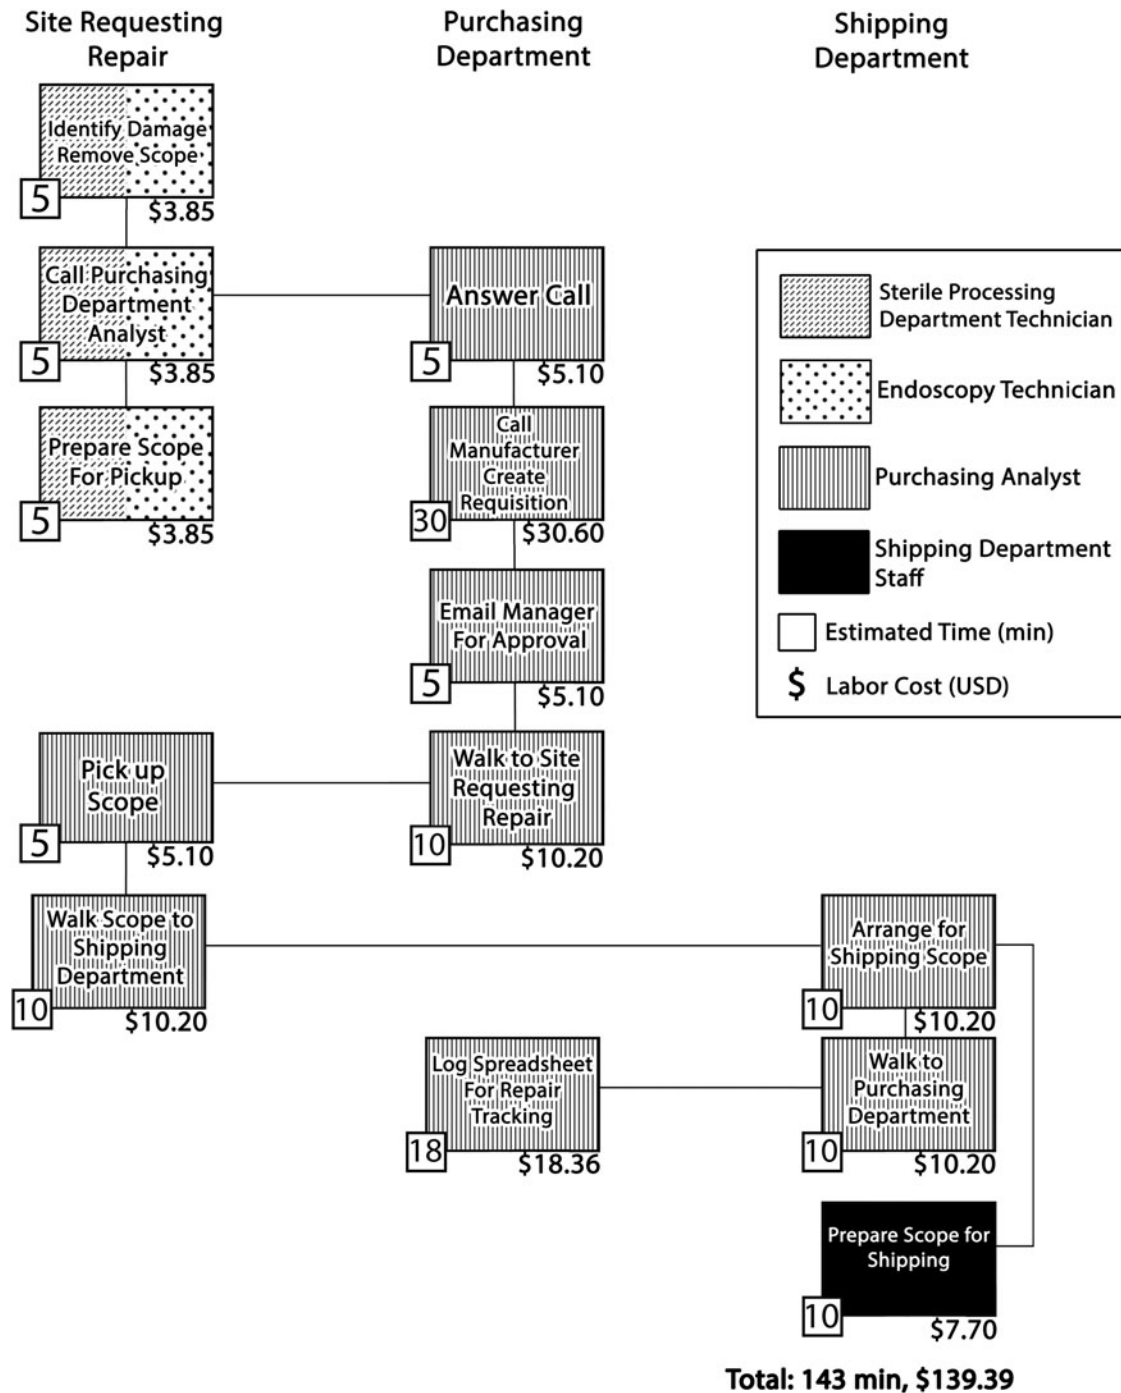 Site Requesting
Repair
Purchasing
Department
Shipping
Department
Identify Damage
Remove Scope
5
$3.85
Call Purchasing
Department
Analyst
5
$3.85
Answer Call
5
$5.10
Prepare Scope
For Pickup
5
$3.85
Call
Manufacturer
Create
Requisition
30
$30.60
Email Manager
For Approval
5
$5.10
Sterile Processing
Department Technician
Endoscopy Technician
Purchasing Analyst
Shipping Department
Staff
Estimated Time (min)
$ Labor Cost (USD)
Pick up
Scope
5
$5.10
Walk to Site
Requesting
Repair
10
$10.20
Walk Scope to
Shipping
Department
10
$10.20
Arrange for
Shipping Scope
10
$10.20
Log Spreadsheet
For Repair
Tracking
18
$18.36
Walk to
Purchasing
Department
10
$10.20
Prepare Scope for
Shipping
10
$7.70
Total: 143 min, $139.39